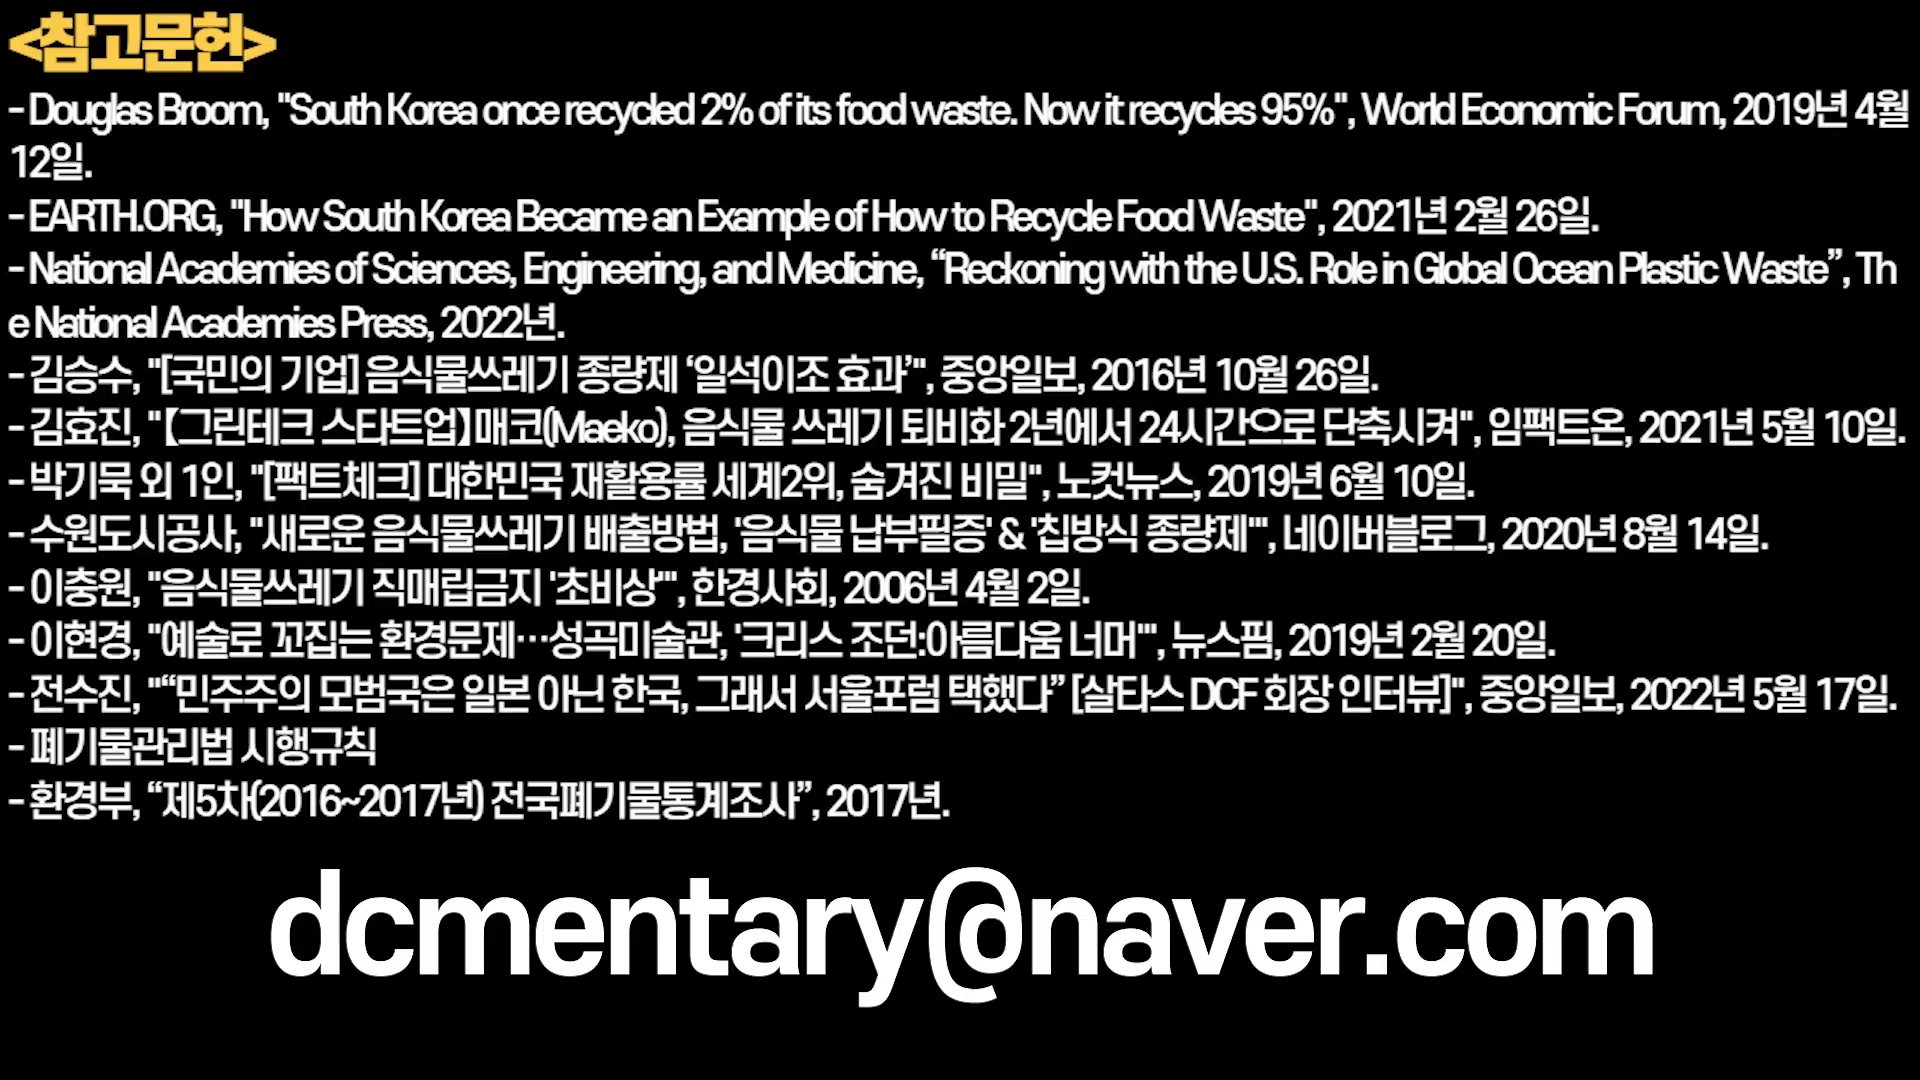 <참고문헌>
- Douglas Broom, "South Korea once recycled 2% of its food waste. Now it recycles 95%", World Economic Forum, 2019년 4월
12일.
- EARTH.ORG, "How South Korea Became an Example of How to Recycle Food Waste", 2021년 2월 26일.
- National Academies of Sciences, Engineering, and Medicine, “Reckoning with the U.S. Role in Global Ocean Plastic Waste”, Th
e National Academies Press, 2022년.
- 김승수, "[국민의 기업] 음식물쓰레기 종량제 ‘일석이조 효과’", 중앙일보, 2016년 10월 26일.
- 김효진, "【그린테크 스타트업】매코(Maeko), 음식물 쓰레기 퇴비화 2년에서 24시간으로 단축시켜", 임팩트온, 2021년 5월 10일.
- 박기묵 외 1인, "[팩트체크] 대한민국 재활용률 세계2위, 숨겨진 비밀", 노컷뉴스, 2019년 6월 10일.
- 수원도시공사, "새로운 음식물쓰레기 배출방법, '음식물 납부필증' & '칩방식 종량제'", 네이버블로그, 2020년 8월 14일.
- 이충원, "음식물쓰레기 직매립금지 '초비상'", 한경사회, 2006년 4월 2일.
- 이현경, "예술로 꼬집는 환경문제…성곡미술관, '크리스 조던:아름다움 너머'", 뉴스핌, 2019년 2월 20일.
- 전수진, "“민주주의 모범국은 일본 아닌 한국, 그래서 서울포럼 택했다” [살타스 DCF 회장 인터뷰]", 중앙일보, 2022년 5월 17일.
- 폐기물관리법 시행규칙
- 환경부, “제5차(2016~2017년) 전국폐기물통계조사”, 2017년.
dcmentary@naver.com